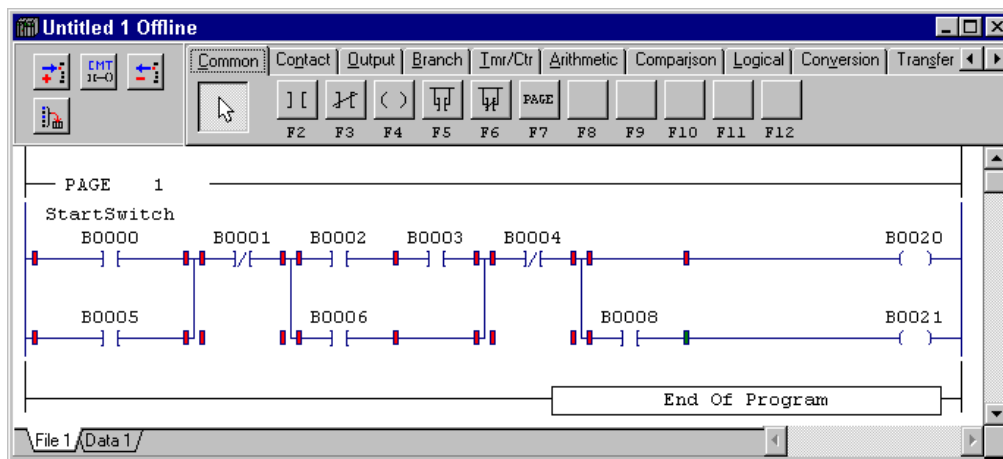 Untitled 1 Offline
CMT
Common Contact Output Branch Tmr/Ctr Arithmetic Comparison Logical Conversion Transfer
PAGE
F2 F3 F4 F5 F6 F7 F8 F9 F10 F11 F12
PAGE 1
StartSwitch
B0000 B0001 B0002 B0003 B0004 B0020
B0005 B0006 B0008 B0021
End Of Program
File 1 Data 1